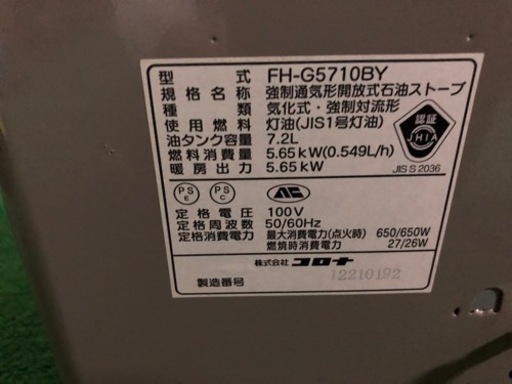 型 式 FH-G5710BY
規格名称 強制通気形開放式石油ストーブ
種類 気化式・強制対流形
使用燃料 灯油(JIS1号灯油)
油タンク容量 7.2L
燃料消費量 5.65kW(0.549L/h)
暖房出力 5.65kW
認証
JHIA
JIS S 2036
PS E PS C
定格電圧 100V
定格周波数 50/60Hz
定格消費電力 最大消費電力(点火時) 650/650W
燃焼時消費電力 27/26W
株式会社 コロナ
製造番号 12210192